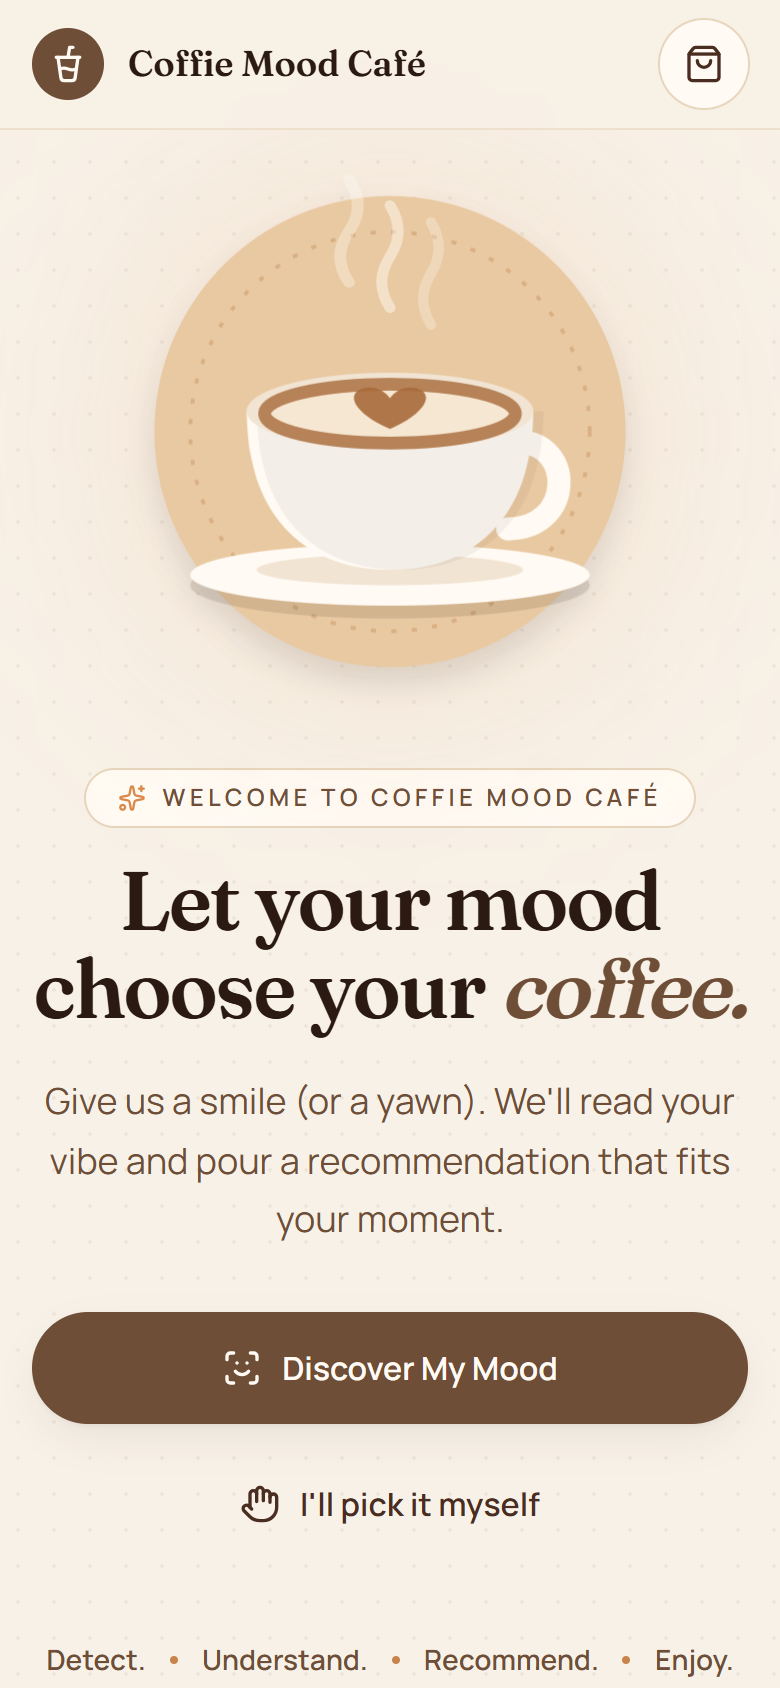 Coffie Mood Café
WELCOME TO COFFIE MOOD CAFÉ
Let your mood
choose your coffee.
Give us a smile (or a yawn). We'll read your
vibe and pour a recommendation that fits
your moment.
Discover My Mood
I'll pick it myself
Detect. • Understand. • Recommend. • Enjoy.